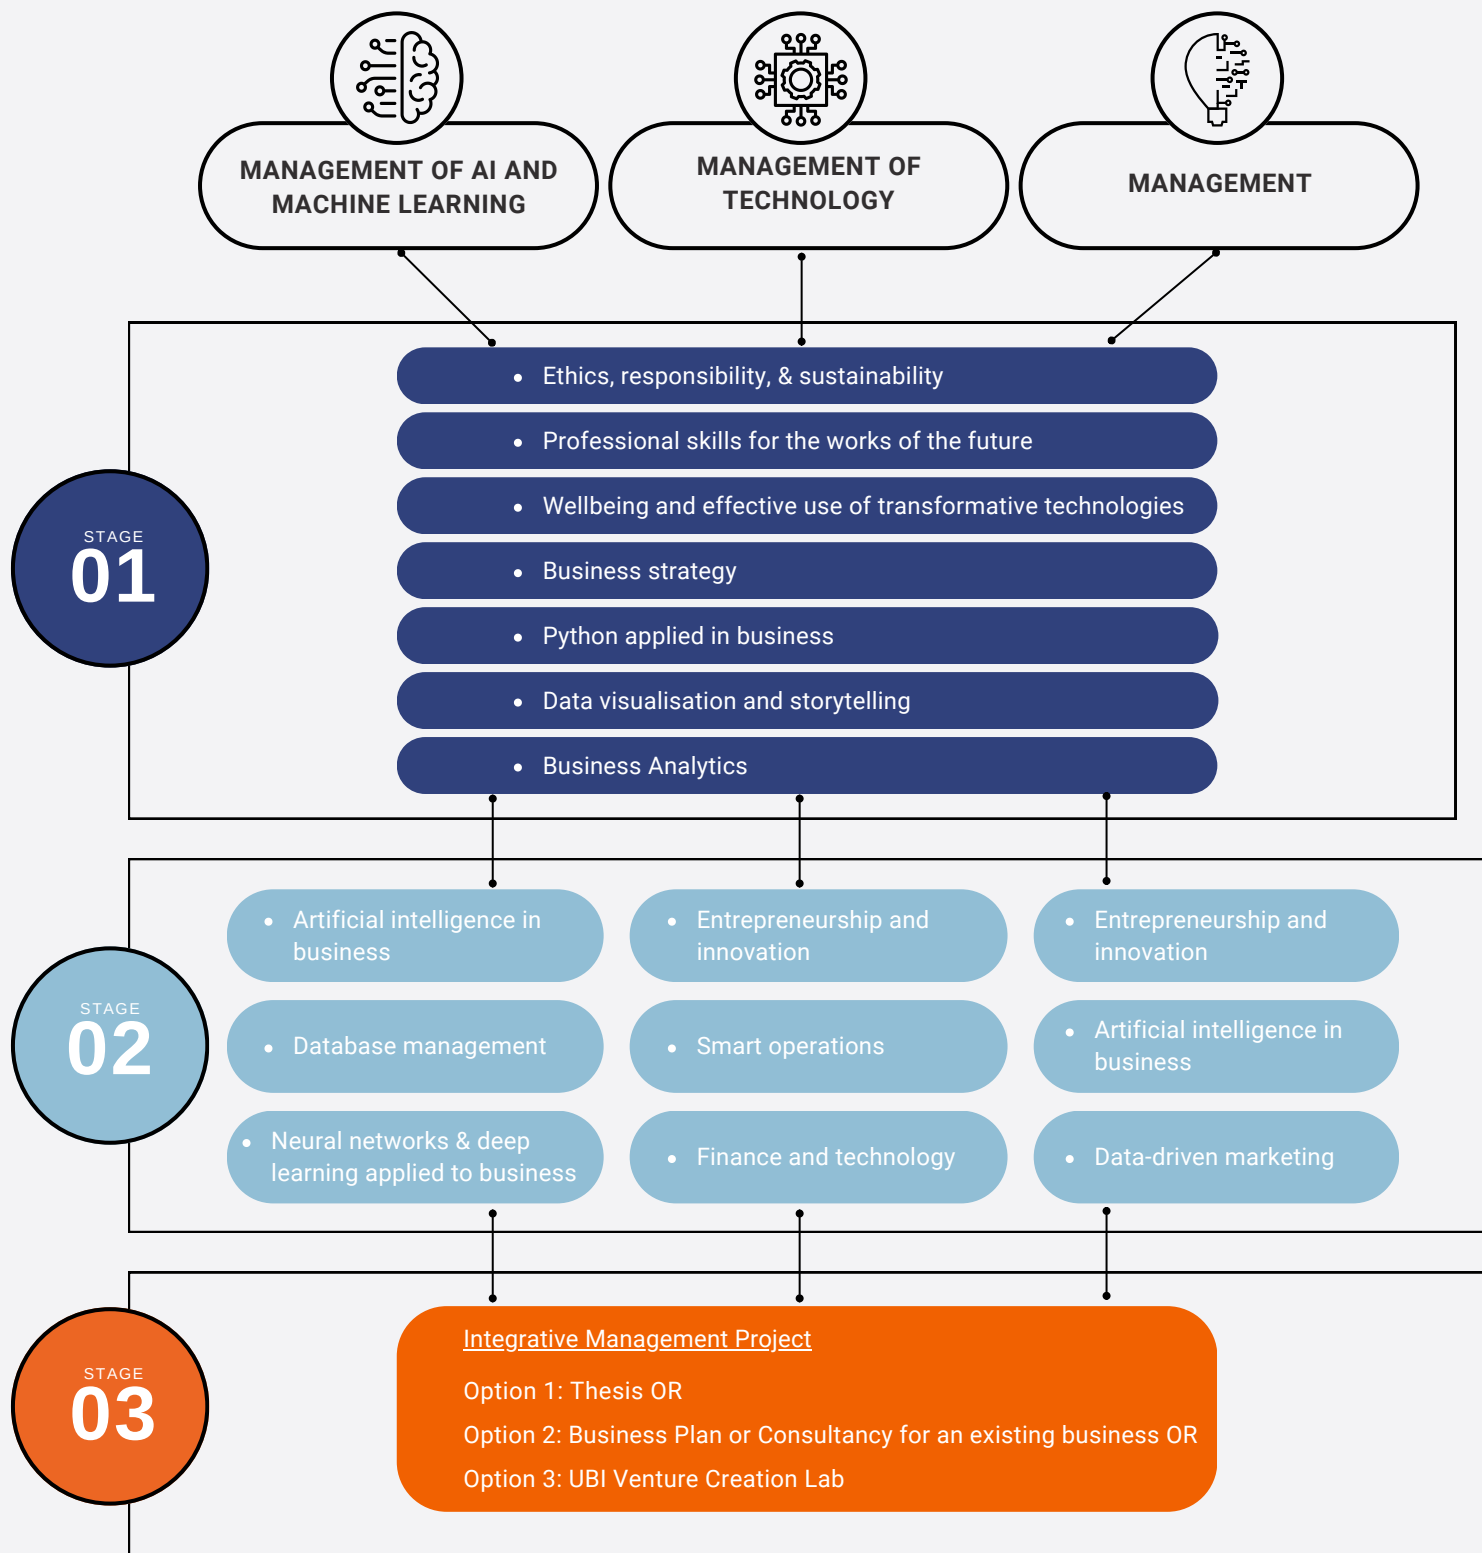 MANAGEMENT OF AI AND
MACHINE LEARNING
MANAGEMENT OF
TECHNOLOGY
MANAGEMENT
STAGE
01
• Ethics, responsibility, & sustainability
• Professional skills for the works of the future
• Wellbeing and effective use of transformative technologies
• Business strategy
• Python applied in business
• Data visualisation and storytelling
• Business Analytics
STAGE
02
• Artificial intelligence in
business
• Database management
• Neural networks & deep
learning applied to business
• Entrepreneurship and
innovation
• Smart operations
• Finance and technology
• Entrepreneurship and
innovation
• Artificial intelligence in
business
• Data-driven marketing
STAGE
03
Integrative Management Project
Option 1: Thesis OR
Option 2: Business Plan or Consultancy for an existing business OR
Option 3: UBI Venture Creation Lab